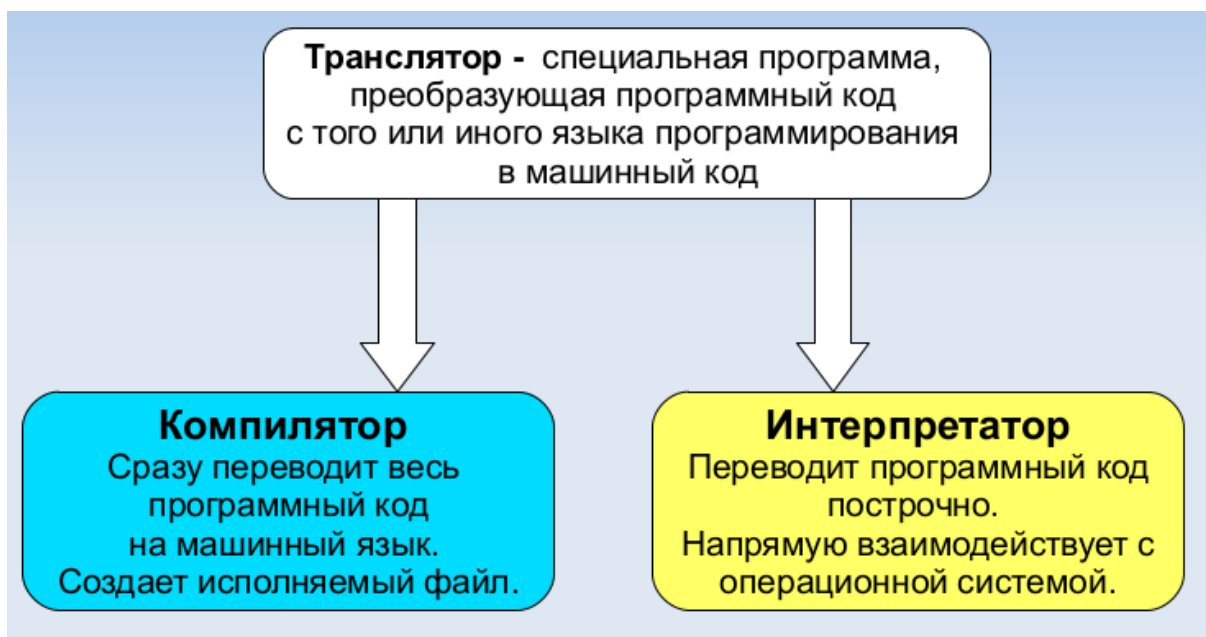 Транслятор - специальная программа,
преобразующая программный код
с того или иного языка программирования
в машинный код
Компилятор
Сразу переводит весь
программный код
на машинный язык.
Создает исполняемый файл.
Интерпретатор
Переводит программный код
построчно.
Напрямую взаимодействует с
операционной системой.